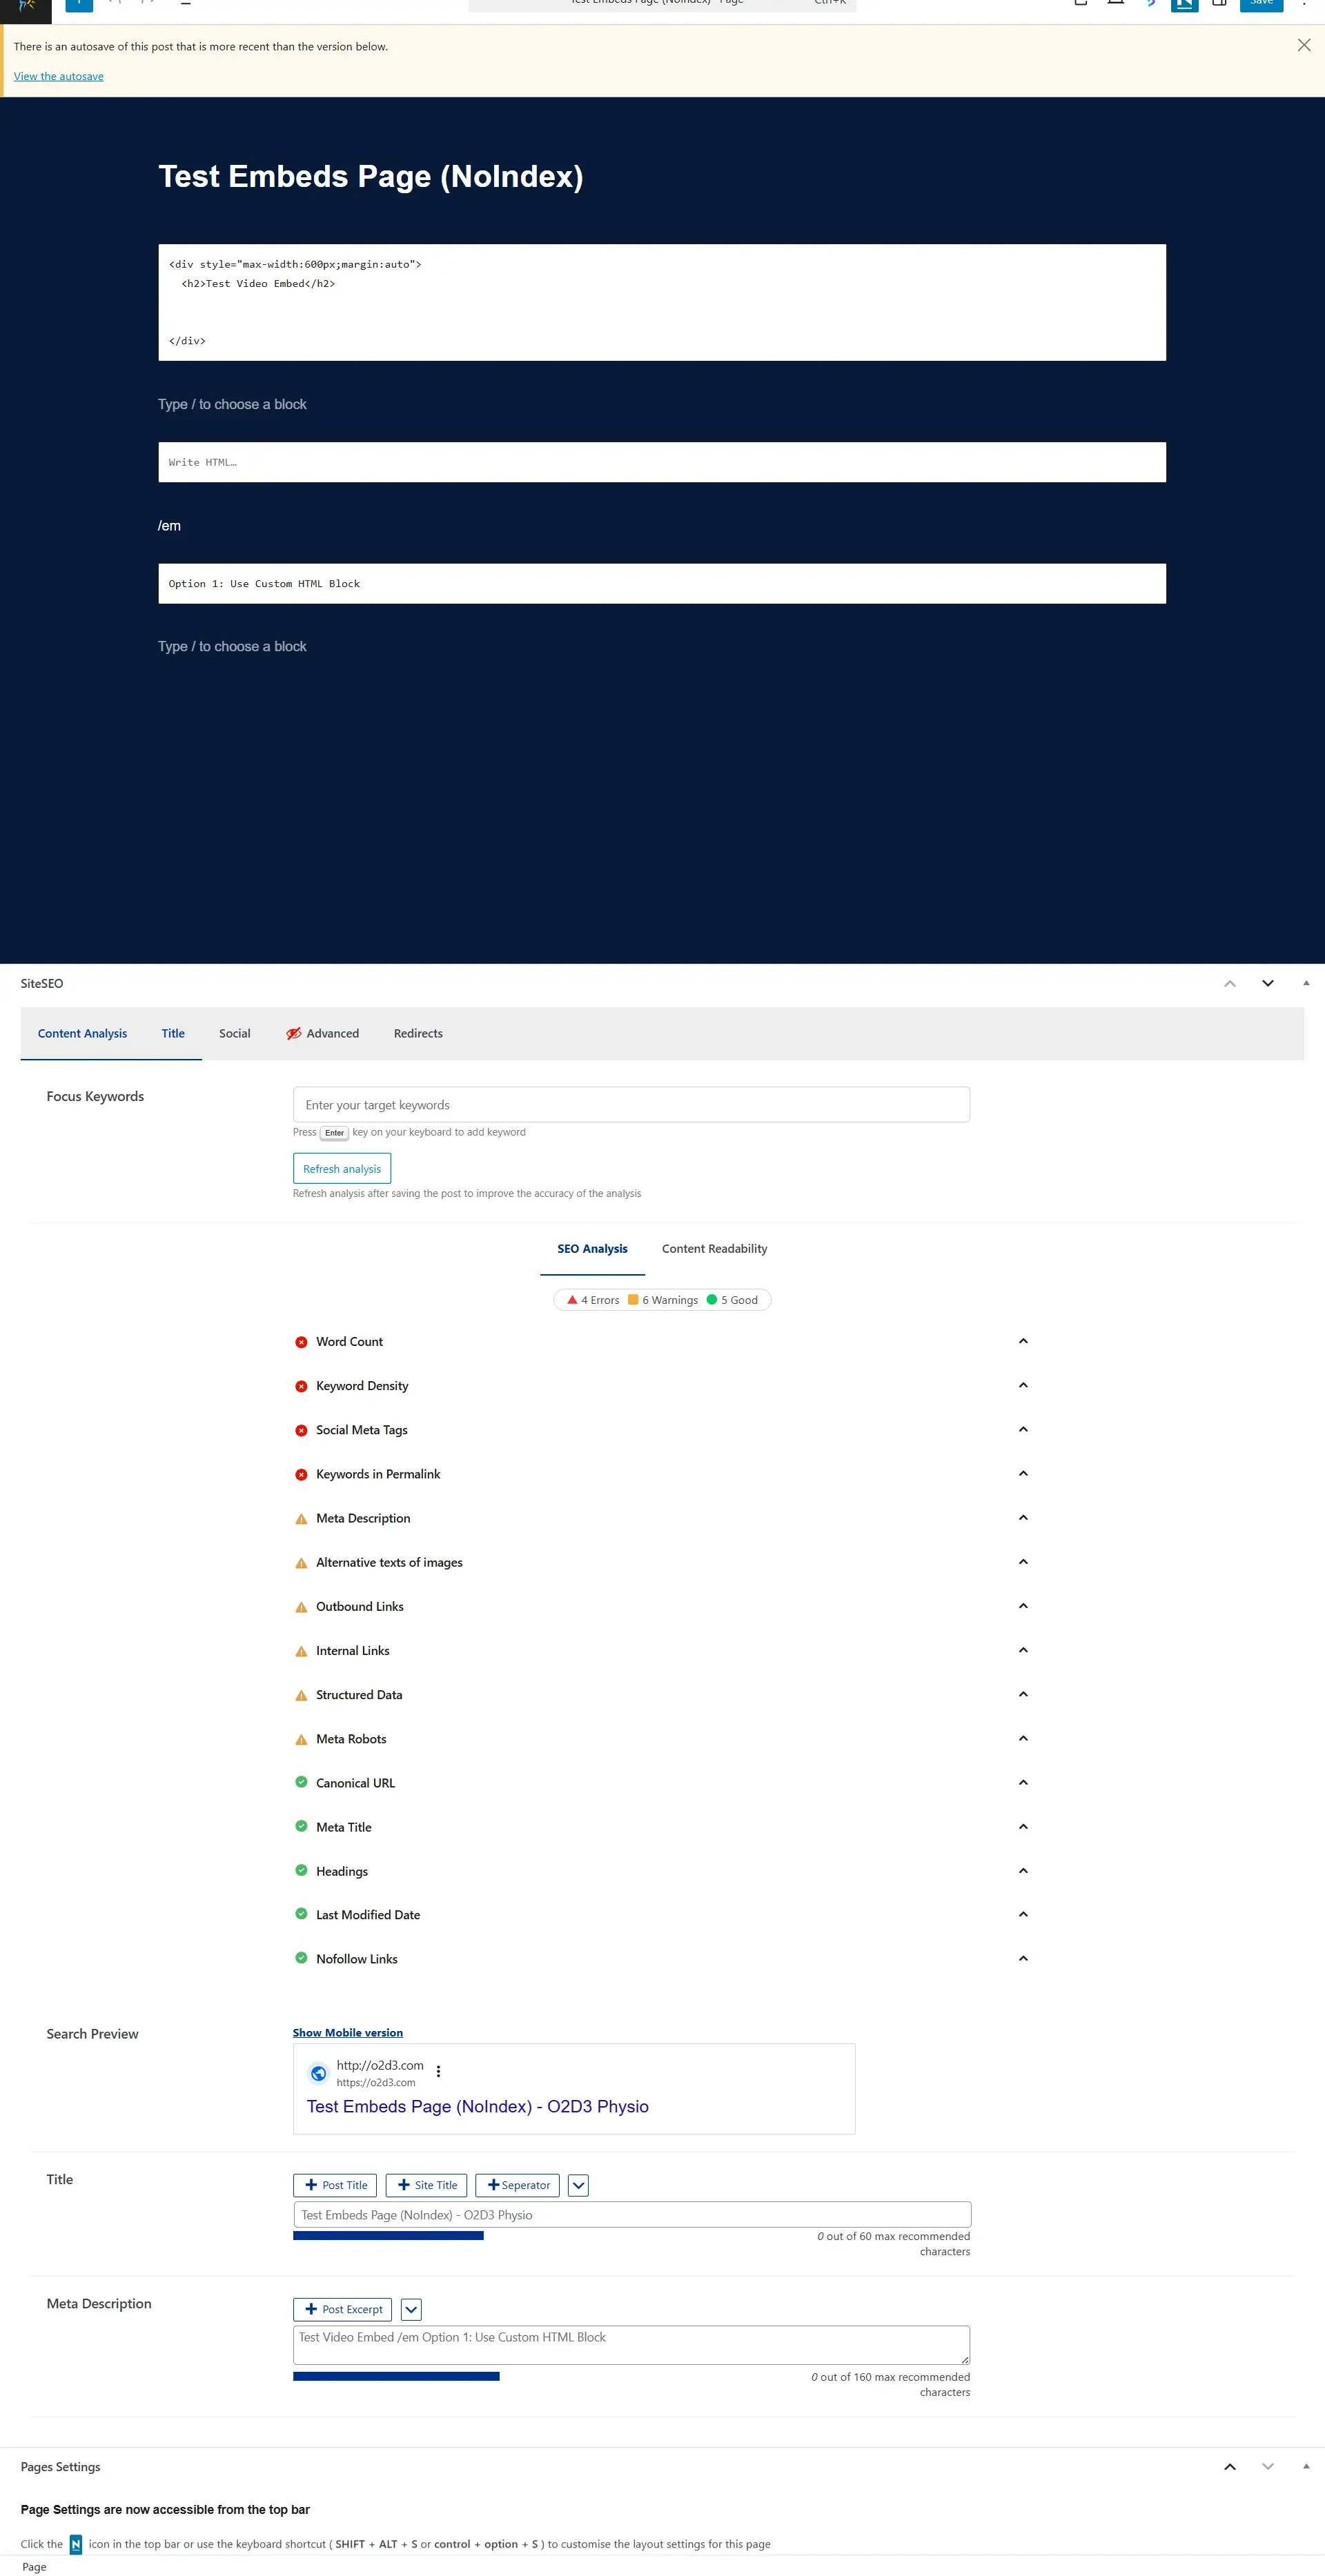 Test Embeds Page (NoIndex) · Page
Ctrl+K
Save
There is an autosave of this post that is more recent than the version below.
View the autosave
Test Embeds Page (NoIndex)
<div style="max-width:600px;margin:auto">
<h2>Test Video Embed</h2>
</div>
Type / to choose a block
Write HTML…
/em
Option 1: Use Custom HTML Block
Type / to choose a block
SiteSEO
Content Analysis Title Social Advanced Redirects
Focus Keywords
Enter your target keywords
Press Enter key on your keyboard to add keyword
Refresh analysis
Refresh analysis after saving the post to improve the accuracy of the analysis
SEO Analysis Content Readability
4 Errors 6 Warnings 5 Good
Word Count
Keyword Density
Social Meta Tags
Keywords in Permalink
Meta Description
Alternative texts of images
Outbound Links
Internal Links
Structured Data
Meta Robots
Canonical URL
Meta Title
Headings
Last Modified Date
Nofollow Links
Search Preview
Show Mobile version
http://o2d3.com
https://o2d3.com
Test Embeds Page (NoIndex) - O2D3 Physio
Title
Post Title Site Title Seperator
Test Embeds Page (NoIndex) - O2D3 Physio
0 out of 60 max recommended
characters
Meta Description
Post Excerpt
Test Video Embed /em Option 1: Use Custom HTML Block
0 out of 160 max recommended
characters
Pages Settings
Page Settings are now accessible from the top bar
Click the N icon in the top bar or use the keyboard shortcut ( SHIFT + ALT + S or control + option + S ) to customise the layout settings for this page
Page